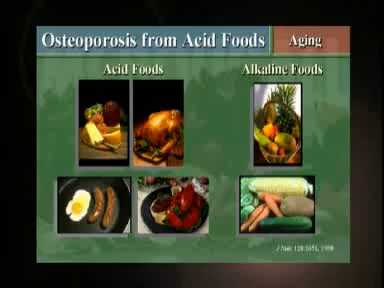 Osteoporosis from Acid Foods
Aging
Acid Foods
Alkaline Foods
J Nutr 128:1051, 1998